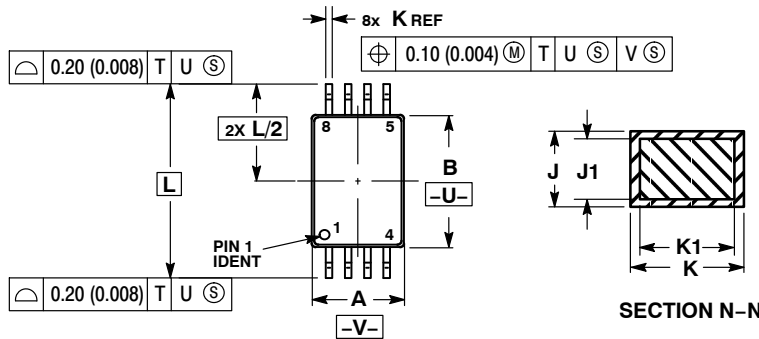 8x K REF
⌖ 0.10 (0.004) Ⓜ T U Ⓢ V Ⓢ
⌓ 0.20 (0.008) T U Ⓢ
2X L/2
8 5
L
B
–U–
J J1
PIN 1
IDENT
1 4
K1
K
⌓ 0.20 (0.008) T U Ⓢ
A
–V–
SECTION N–N